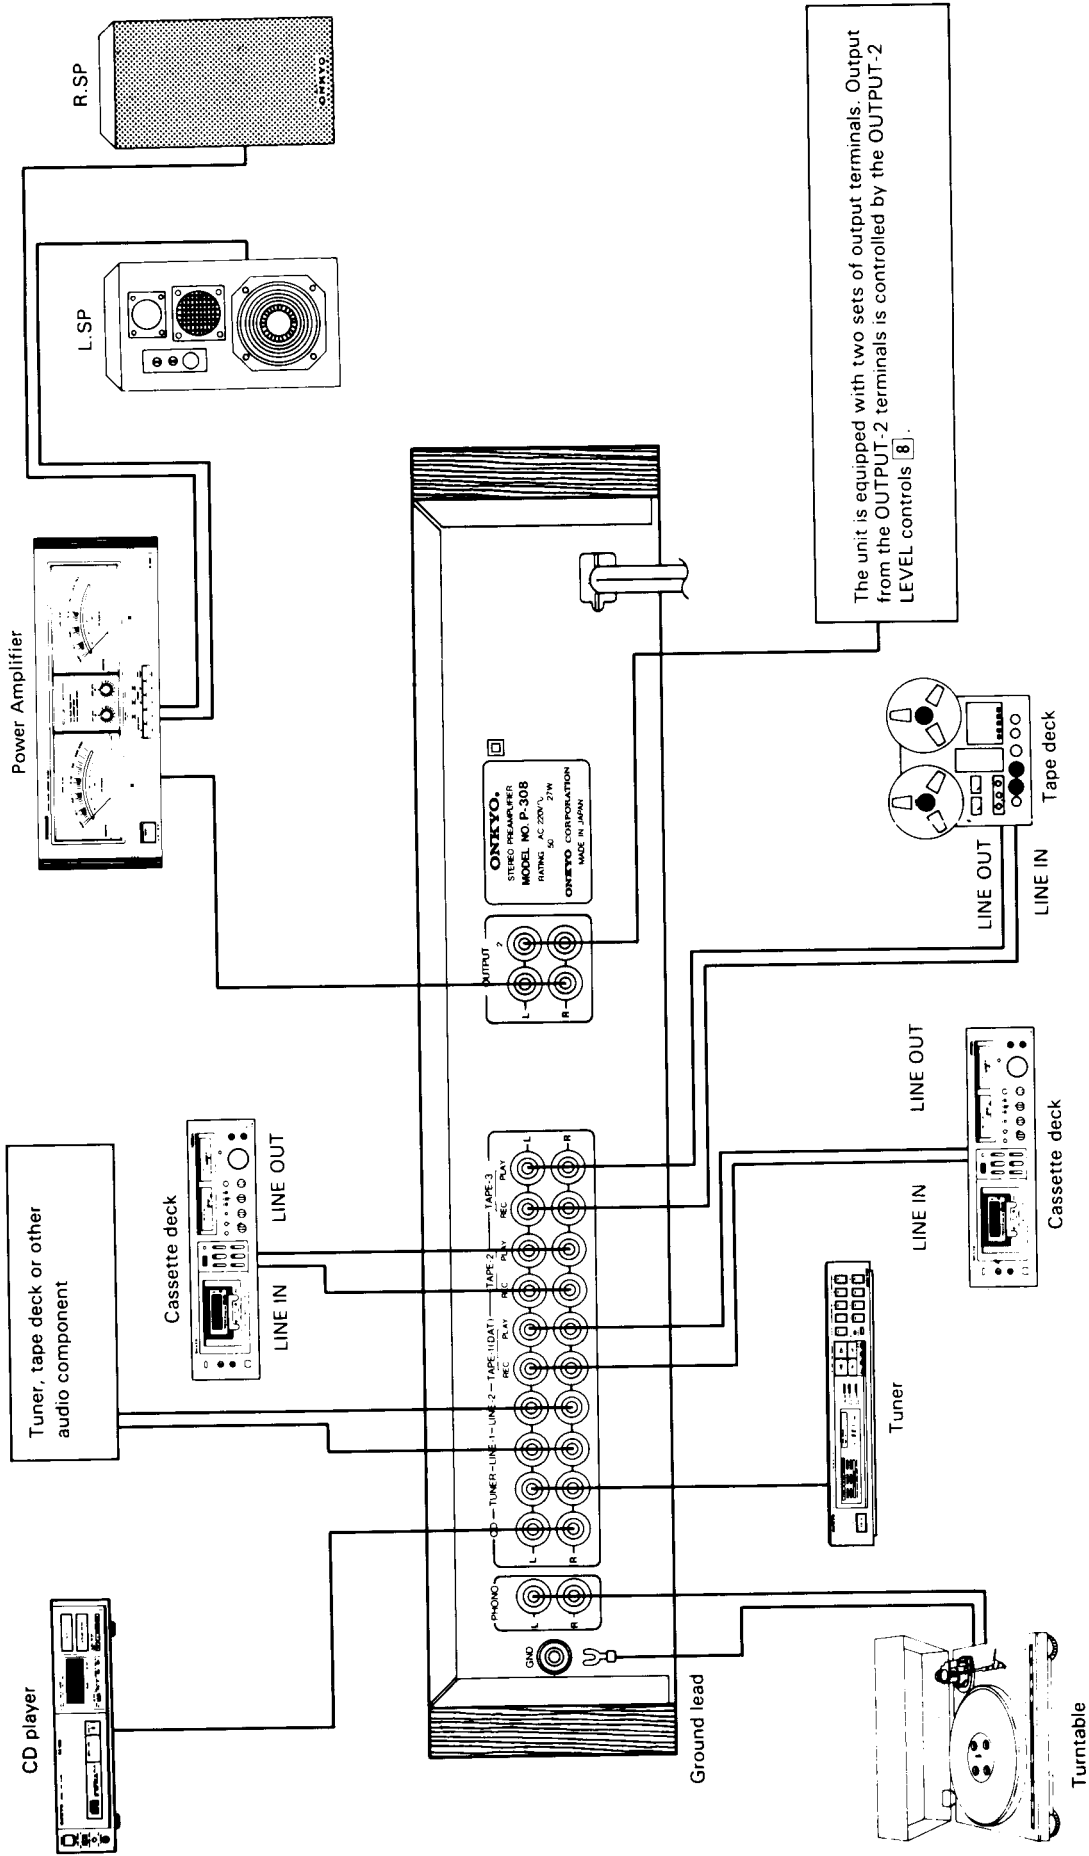 CD player
Tuner, tape deck or other
audio component
Cassette deck
LINE IN
LINE OUT
Power Amplifier
L.SP
R.SP
ONKYO
GND
PHONO
L
R
CD
TUNER
LINE-1
LINE-2
TAPE-1(DAT)
REC
PLAY
TAPE-2
REC
PLAY
TAPE-3
REC
PLAY
L
R
L
R
OUTPUT
2
L
R
ONKYO.
STEREO PREAMPLIFIER
MODEL NO. P-308
RATING AC 220V
50 27W
ONKYO CORPORATION
MADE IN JAPAN
Ground lead
Turntable
Tuner
LINE IN
LINE OUT
Cassette deck
LINE OUT
LINE IN
Tape deck
The unit is equipped with two sets of output terminals. Output
from the OUTPUT-2 terminals is controlled by the OUTPUT-2
LEVEL controls 8.